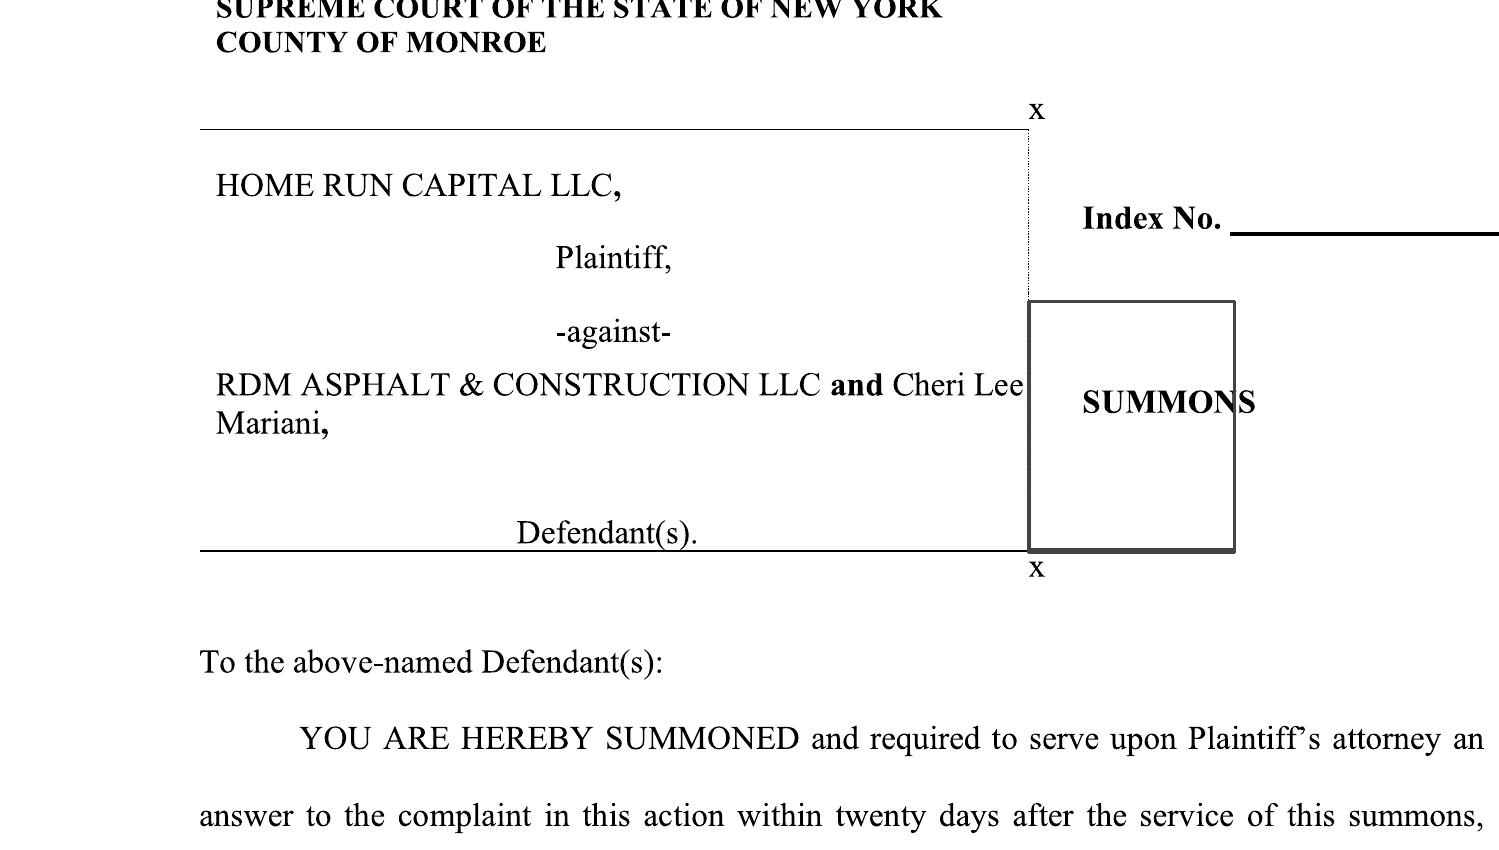 SUPREME COURT OF THE STATE OF NEW YORK
COUNTY OF MONROE
x
HOME RUN CAPITAL LLC,
Index No.
Plaintiff,
-against-
RDM ASPHALT & CONSTRUCTION LLC and Cheri Lee
Mariani,
SUMMONS
Defendant(s).
x
To the above-named Defendant(s):
YOU ARE HEREBY SUMMONED and required to serve upon Plaintiff’s attorney an
answer to the complaint in this action within twenty days after the service of this summons,